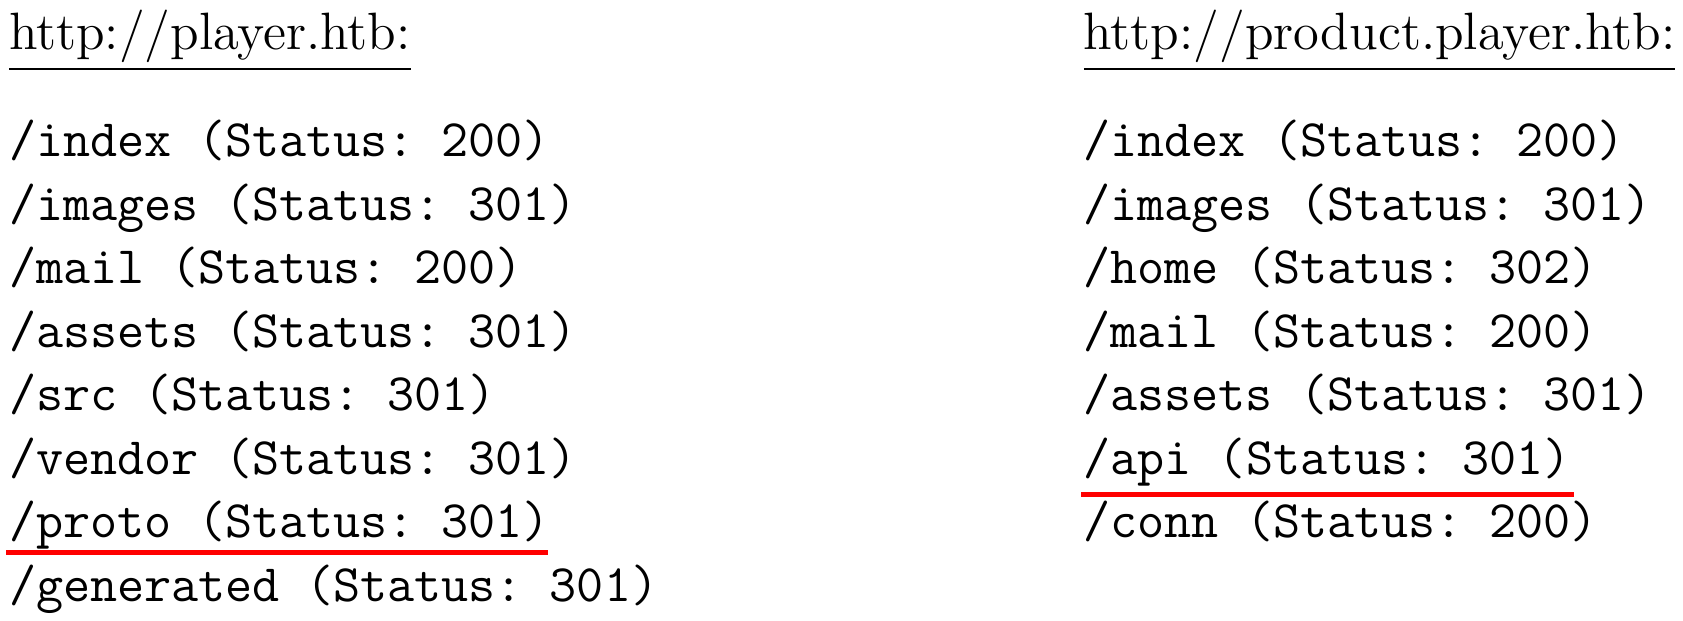 http://player.htb:
/index (Status: 200)
/images (Status: 301)
/mail (Status: 200)
/assets (Status: 301)
/src (Status: 301)
/vendor (Status: 301)
/proto (Status: 301)
/generated (Status: 301)
http://product.player.htb:
/index (Status: 200)
/images (Status: 301)
/home (Status: 302)
/mail (Status: 200)
/assets (Status: 301)
/api (Status: 301)
/conn (Status: 200)